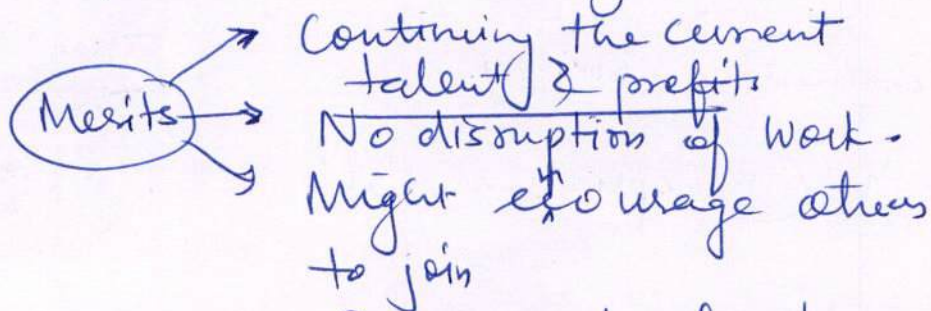 Continuing the current
talent & profits
Merits
No disruption of work.
Might encourage others
to join